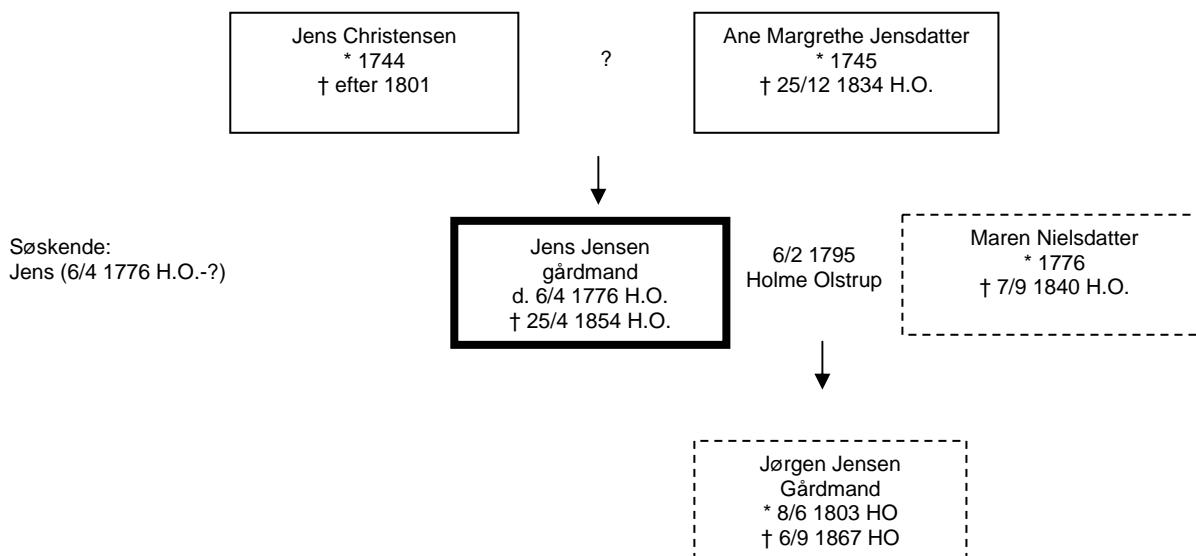 Jens Christensen
* 1744
† efter 1801
?
Ane Margrethe Jensdatter
* 1745
† 25/12 1834 H.O.
Søskende:
Jens (6/4 1776 H.O.-?)
Jens Jensen
gårdmand
d. 6/4 1776 H.O.
† 25/4 1854 H.O.
6/2 1795
Holme Olstrup
Maren Nielsdatter
* 1776
† 7/9 1840 H.O.
Jørgen Jensen
Gårdmand
* 8/6 1803 HO
† 6/9 1867 HO